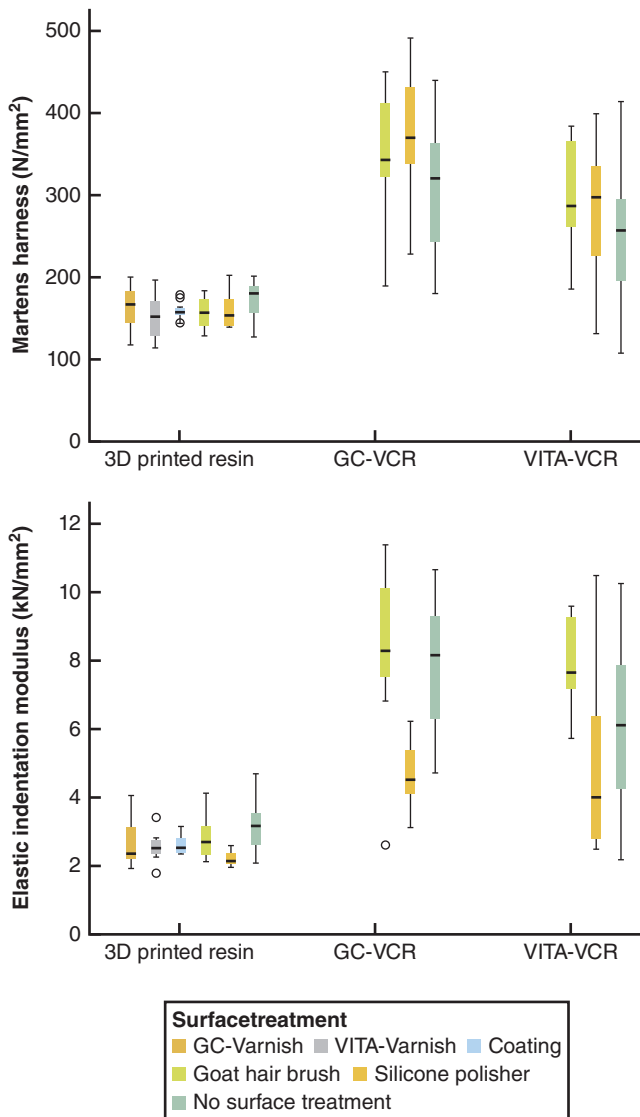 Martens harness (N/mm²)
500
400
300
200
100
0
3D printed resin GC-VCR VITA-VCR
Elastic indentation modulus (kN/mm²)
12
10
8
6
4
2
0
3D printed resin GC-VCR VITA-VCR
Surfacetreatment
GC-Varnish VITA-Varnish Coating
Goat hair brush Silicone polisher
No surface treatment